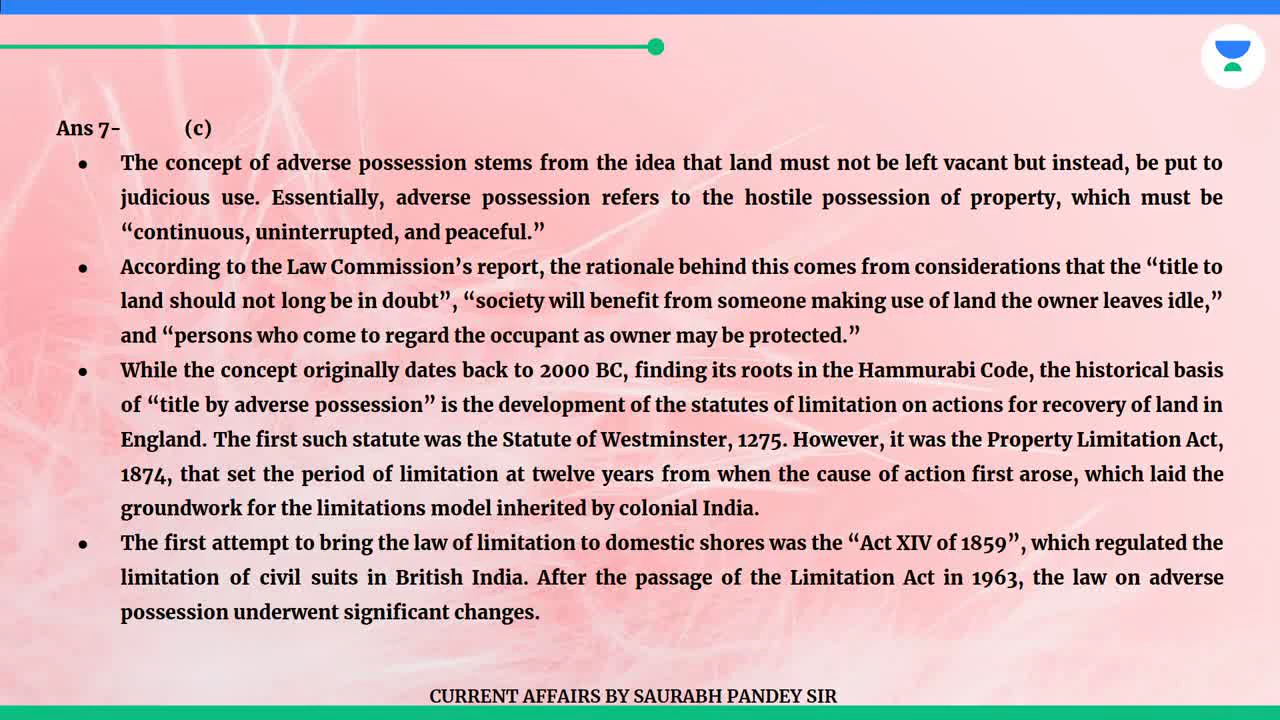 Ans 7- (c)
● The concept of adverse possession stems from the idea that land must not be left vacant but instead, be put to
judicious use. Essentially, adverse possession refers to the hostile possession of property, which must be
“continuous, uninterrupted, and peaceful.”
● According to the Law Commission’s report, the rationale behind this comes from considerations that the “title to
land should not long be in doubt”, “society will benefit from someone making use of land the owner leaves idle,”
and “persons who come to regard the occupant as owner may be protected.”
● While the concept originally dates back to 2000 BC, finding its roots in the Hammurabi Code, the historical basis
of “title by adverse possession” is the development of the statutes of limitation on actions for recovery of land in
England. The first such statute was the Statute of Westminster, 1275. However, it was the Property Limitation Act,
1874, that set the period of limitation at twelve years from when the cause of action first arose, which laid the
groundwork for the limitations model inherited by colonial India.
● The first attempt to bring the law of limitation to domestic shores was the “Act XIV of 1859”, which regulated the
limitation of civil suits in British India. After the passage of the Limitation Act in 1963, the law on adverse
possession underwent significant changes.
CURRENT AFFAIRS BY SAURABH PANDEY SIR